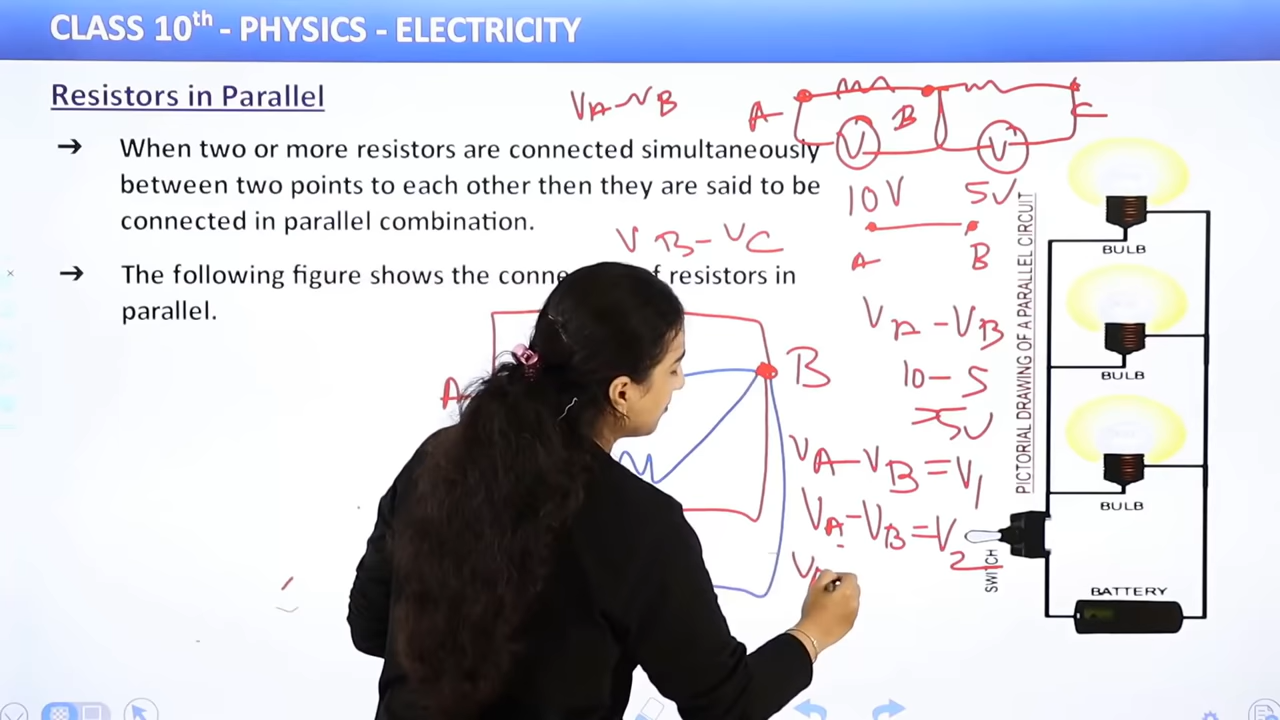 CLASS 10th - PHYSICS - ELECTRICITY
Resistors in Parallel
→ When two or more resistors are connected simultaneously
between two points to each other then they are said to be
connected in parallel combination.
→ The following figure shows the conne of resistors in
parallel.
VA - VB
VB - VC
A
B
C
V
V
10V
5V
A
B
VA - VB
10 - 5
= 5V
VA - VB = V1
VA - VB = V2
VA
A
B
PICTORIAL DRAWING OF A PARALLEL CIRCUIT
BULB
BULB
BULB
SWITCH
BATTERY